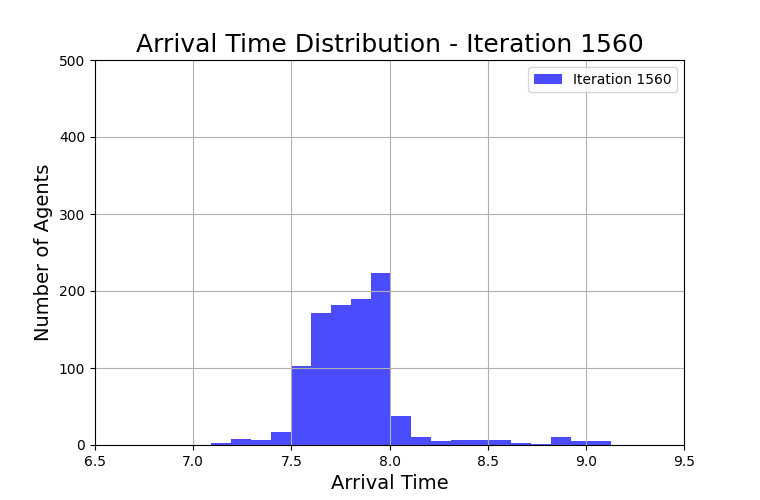 Arrival Time Distribution - Iteration 1560
Iteration 1560
Number of Agents
500
400
300
200
100
0
6.5 7.0 7.5 8.0 8.5 9.0 9.5
Arrival Time